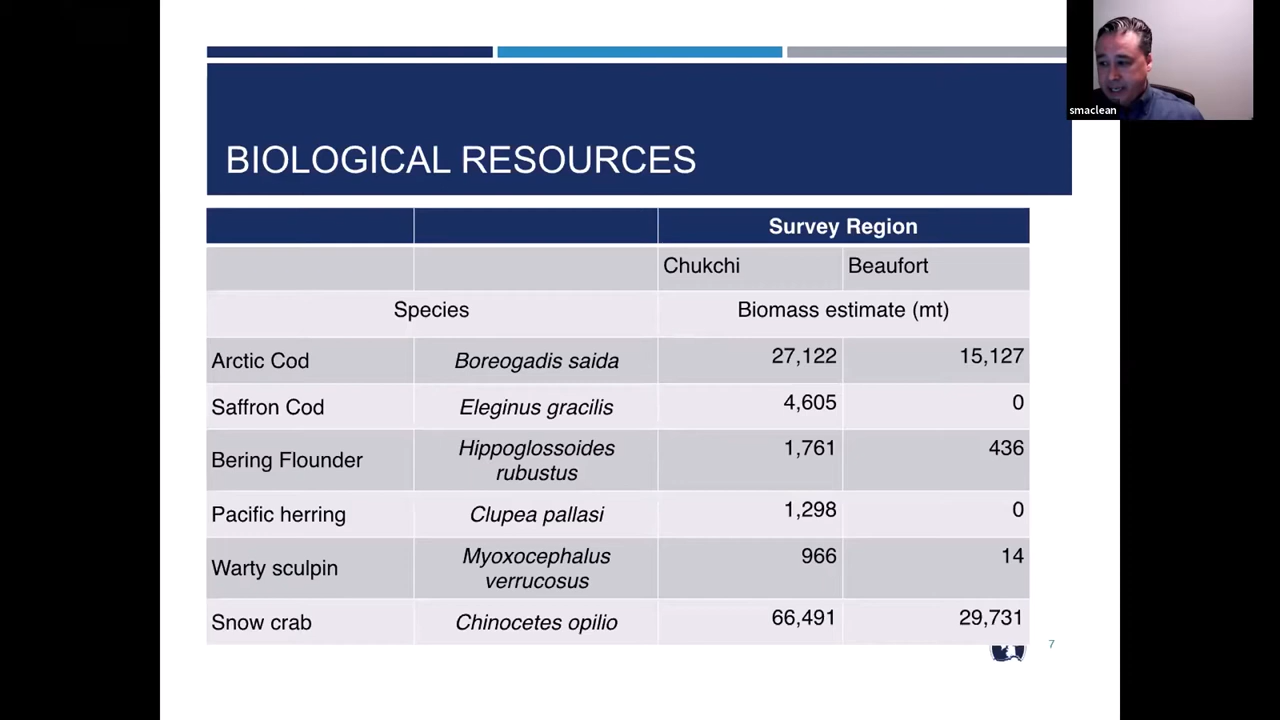 smaclean
BIOLOGICAL RESOURCES
Survey Region
Chukchi Beaufort
Species Biomass estimate (mt)
Arctic Cod Boreogadis saida 27,122 15,127
Saffron Cod Eleginus gracilis 4,605 0
Bering Flounder Hippoglossoides rubustus 1,761 436
Pacific herring Clupea pallasi 1,298 0
Warty sculpin Myoxocephalus verrucosus 966 14
Snow crab Chinocetes opilio 66,491 29,731
7